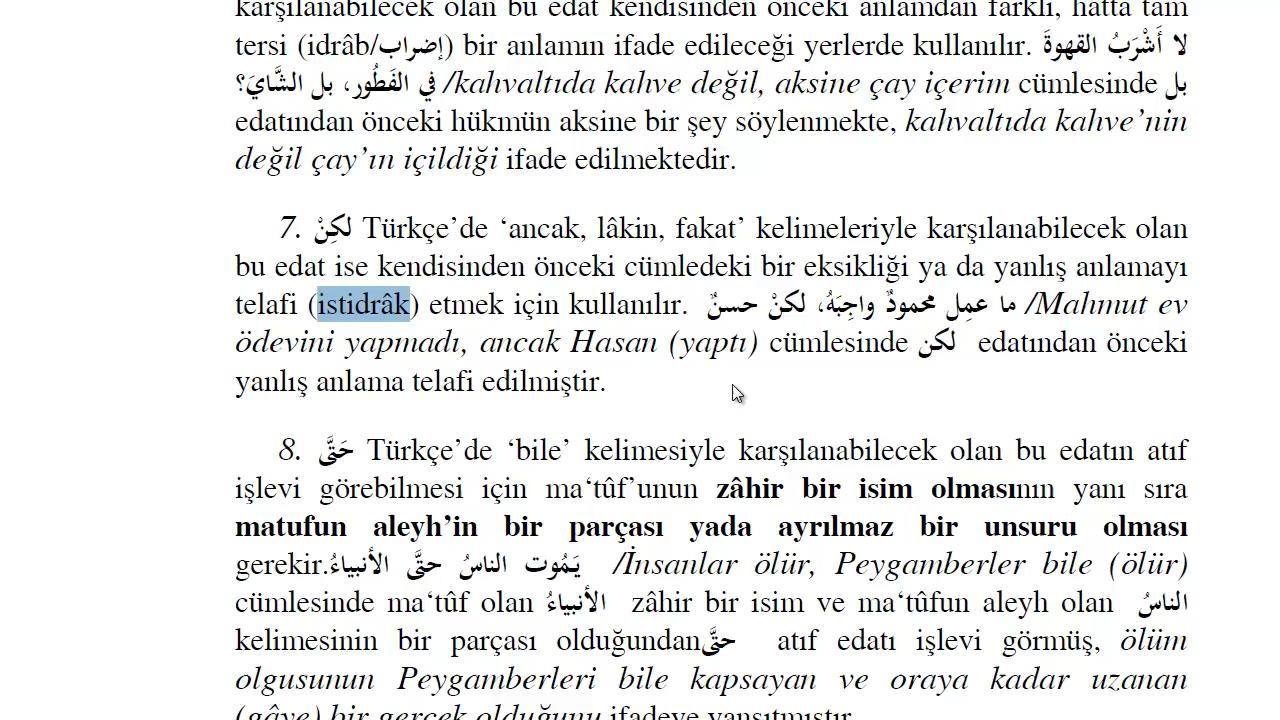 karşılanabilecek olan bu edat kendisinden önceki anlamdan farklı, hatta tam
tersi (idrâb/إضراب) bir anlamın ifade edileceği yerlerde kullanılır. لا أَشْرَبُ القهوةَ
في الفَطُور، بل الشَّايَ؟ /kahvaltıda kahve değil, aksine çay içerim cümlesinde بل
edatından önceki hükmün aksine bir şey söylenmekte, kahvaltıda kahve’nin
değil çay’ın içildiği ifade edilmektedir.
7. لكِنْ Türkçe’de ‘ancak, lâkin, fakat’ kelimeleriyle karşılanabilecek olan
bu edat ise kendisinden önceki cümledeki bir eksikliği ya da yanlış anlamayı
telafi (istidrâk) etmek için kullanılır. ما عمِل محمودٌ واجِبَهُ، لكنْ حسنٌ /Mahmut ev
ödevini yapmadı, ancak Hasan (yaptı) cümlesinde لكن edatından önceki
yanlış anlama telafi edilmiştir.
8. حَتَّى Türkçe’de ‘bile’ kelimesiyle karşılanabilecek olan bu edatın atıf
işlevi görebilmesi için ma‘tûf’unun zâhir bir isim olmasının yanı sıra
matufun aleyh’in bir parçası yada ayrılmaz bir unsuru olması
gerekir. يَمُوت الناسُ حتَّى الأنبياءُ /İnsanlar ölür, Peygamberler bile (ölür)
cümlesinde ma‘tûf olan الأنبياءُ zâhir bir isim ve ma‘tûfun aleyh olan الناسُ
kelimesinin bir parçası olduğundan حتَّى atıf edatı işlevi görmüş, ölüm
olgusunun Peygamberleri bile kapsayan ve oraya kadar uzanan
(gâye) bir gerçek olduğunu ifadeye yansıtmıştır.